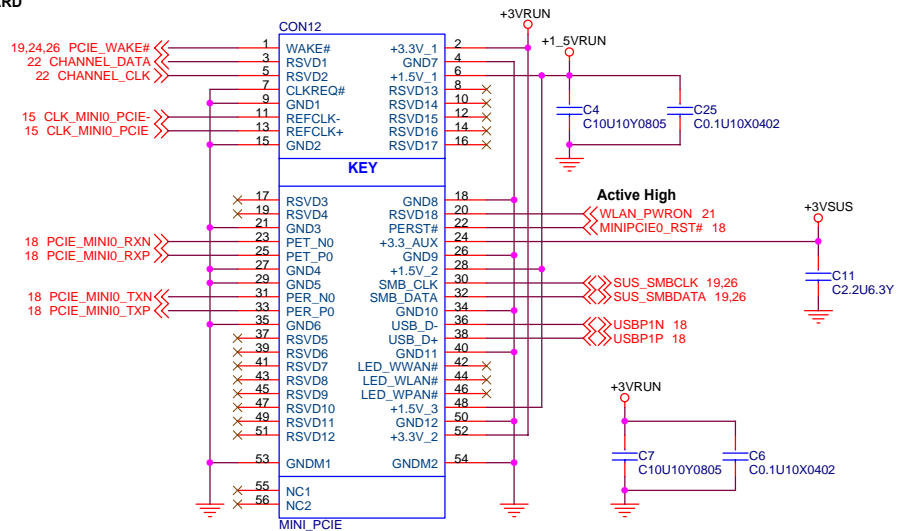 RD
CON12
+3VRUN
19,24,26 PCIE_WAKE# 1 WAKE# +3.3V_1 2
22 CHANNEL_DATA 3 RSVD1 GND7 4
22 CHANNEL_CLK 5 RSVD2 +1.5V_1 6
7 CLKREQ# RSVD13 8
9 GND1 RSVD14 10
15 CLK_MINI0_PCIE- 11 REFCLK- RSVD15 12
15 CLK_MINI0_PCIE 13 REFCLK+ RSVD16 14
15 GND2 RSVD17 16
+1_5VRUN
C4
C10U10Y0805
C25
C0.1U10X0402
KEY
17 RSVD3 GND8 18
19 RSVD4 RSVD18 20
21 GND3 PERST# 22
18 PCIE_MINI0_RXN 23 PET_N0 +3.3_AUX 24
18 PCIE_MINI0_RXP 25 PET_P0 GND9 26
27 GND4 +1.5V_2 28
29 GND5 SMB_CLK 30
18 PCIE_MINI0_TXN 31 PER_N0 SMB_DATA 32
18 PCIE_MINI0_TXP 33 PER_P0 GND10 34
35 GND6 USB_D- 36
37 RSVD5 USB_D+ 38
39 RSVD6 GND11 40
41 RSVD7 LED_WWAN# 42
43 RSVD8 LED_WLAN# 44
45 RSVD9 LED_WPAN# 46
47 RSVD10 +1.5V_3 48
49 RSVD11 GND12 50
51 RSVD12 +3.3V_2 52
53 GNDM1 GNDM2 54
55 NC1
56 NC2
MINI_PCIE
Active High
WLAN_PWRON 21
MINIPCIE0_RST# 18
+3VSUS
C11
C2.2U6.3Y
SUS_SMBCLK 19,26
SUS_SMBDATA 19,26
USBP1N 18
USBP1P 18
+3VRUN
C7
C10U10Y0805
C6
C0.1U10X0402